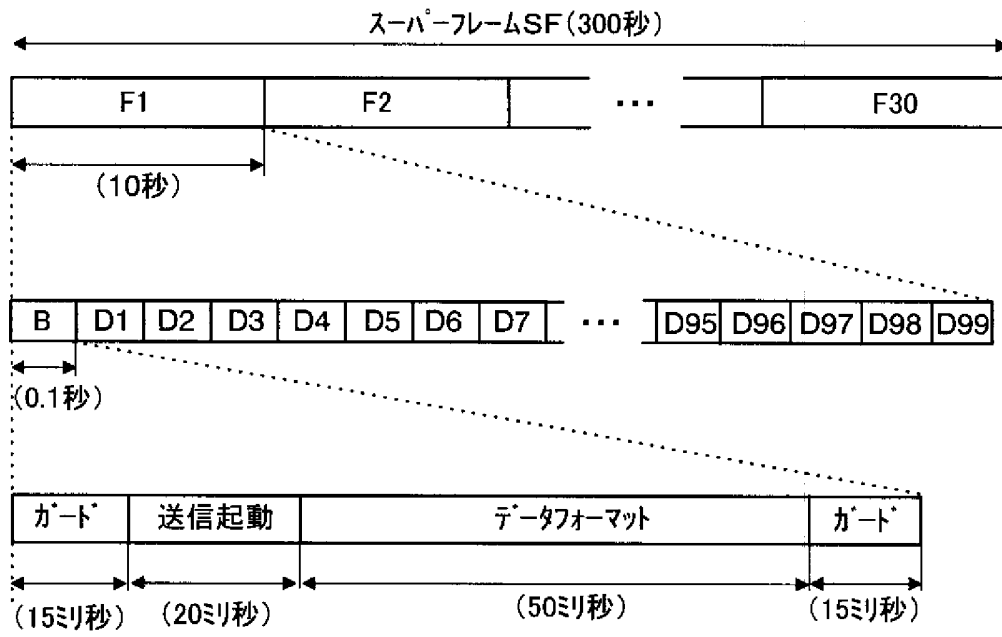 スーパーフレームSF(300秒)
F1 F2 ・・・ F30
(10秒)
B D1 D2 D3 D4 D5 D6 D7 ・・・ D95 D96 D97 D98 D99
(0.1秒)
ガード 送信起動 データフォーマット ガード
(15ミリ秒) (20ミリ秒) (50ミリ秒) (15ミリ秒)